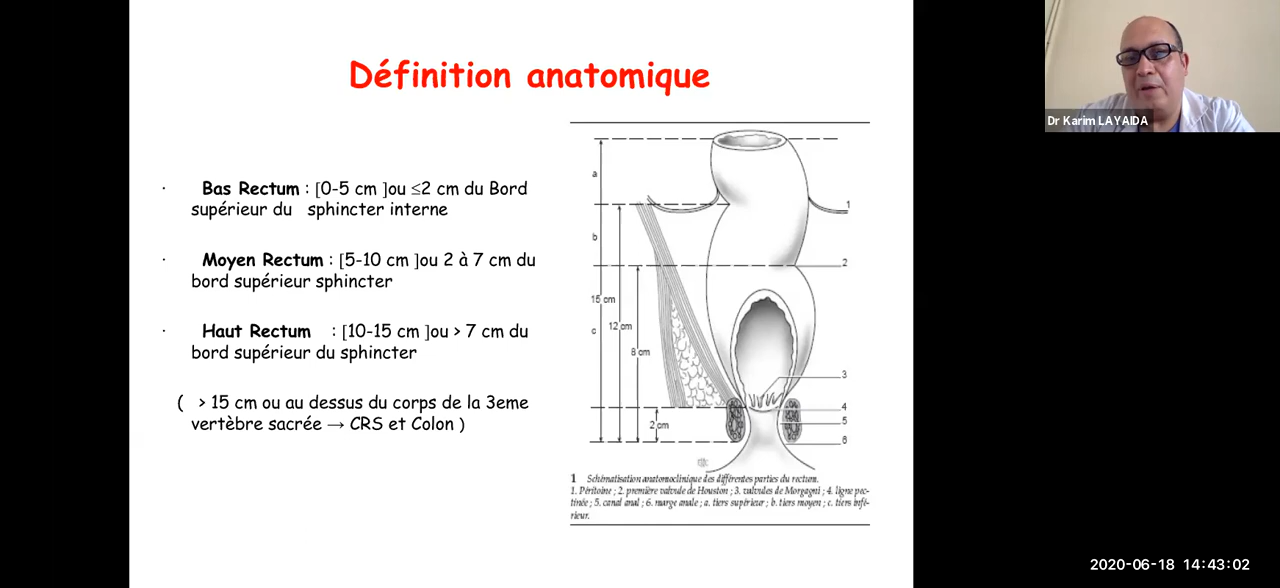 Définition anatomique
· Bas Rectum : [0-5 cm ]ou ≤2 cm du Bord
supérieur du sphincter interne
· Moyen Rectum : [5-10 cm ]ou 2 à 7 cm du
bord supérieur sphincter
· Haut Rectum : [10-15 cm ]ou > 7 cm du
bord supérieur du sphincter
( > 15 cm ou au dessus du corps de la 3eme
vertèbre sacrée → CRS et Colon )
a
1
b
2
15 cm
12 cm
c
8 cm
3
4
5
2 cm
6
1 Schématisation anatomoclinique des différentes parties du rectum.
1. Péritoine ; 2. première valvule de Houston ; 3. valvules de Morgagni ; 4. ligne pec-
tinée ; 5. canal anal ; 6. marge anale ; a. tiers supérieur ; b. tiers moyen ; c. tiers infé-
rieur.
Dr Karim LAYAIDA
2020-06-18 14:43:02